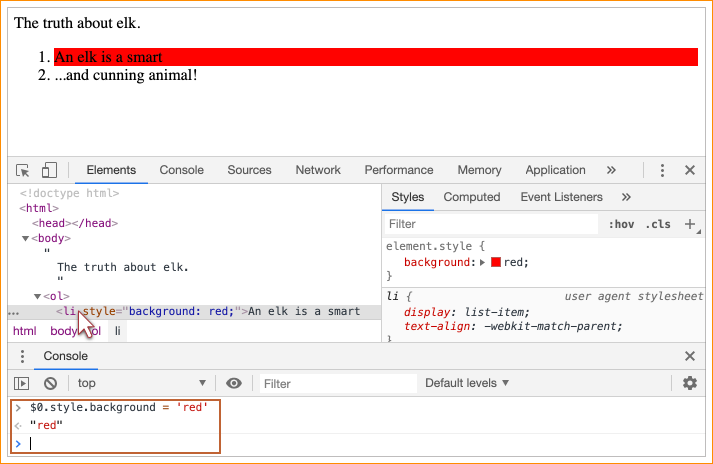 The truth about elk.
1. An elk is a smart
2. ...and cunning animal!
Elements Console Sources Network Performance Memory Application »
<!doctype html>
<html>
<head></head>
▼<body>
"
The truth about elk.
"
▼<ol>
…<li style="background: red;">An elk is a smart
html body ol li
Styles Computed Event Listeners »
Filter :hov .cls +
element.style {
background:▶ red;
}
li { user agent stylesheet
display: list-item;
text-align: -webkit-match-parent;
}
Console
top ▼ Filter Default levels ▼
> $0.style.background = 'red'
<· "red"
>